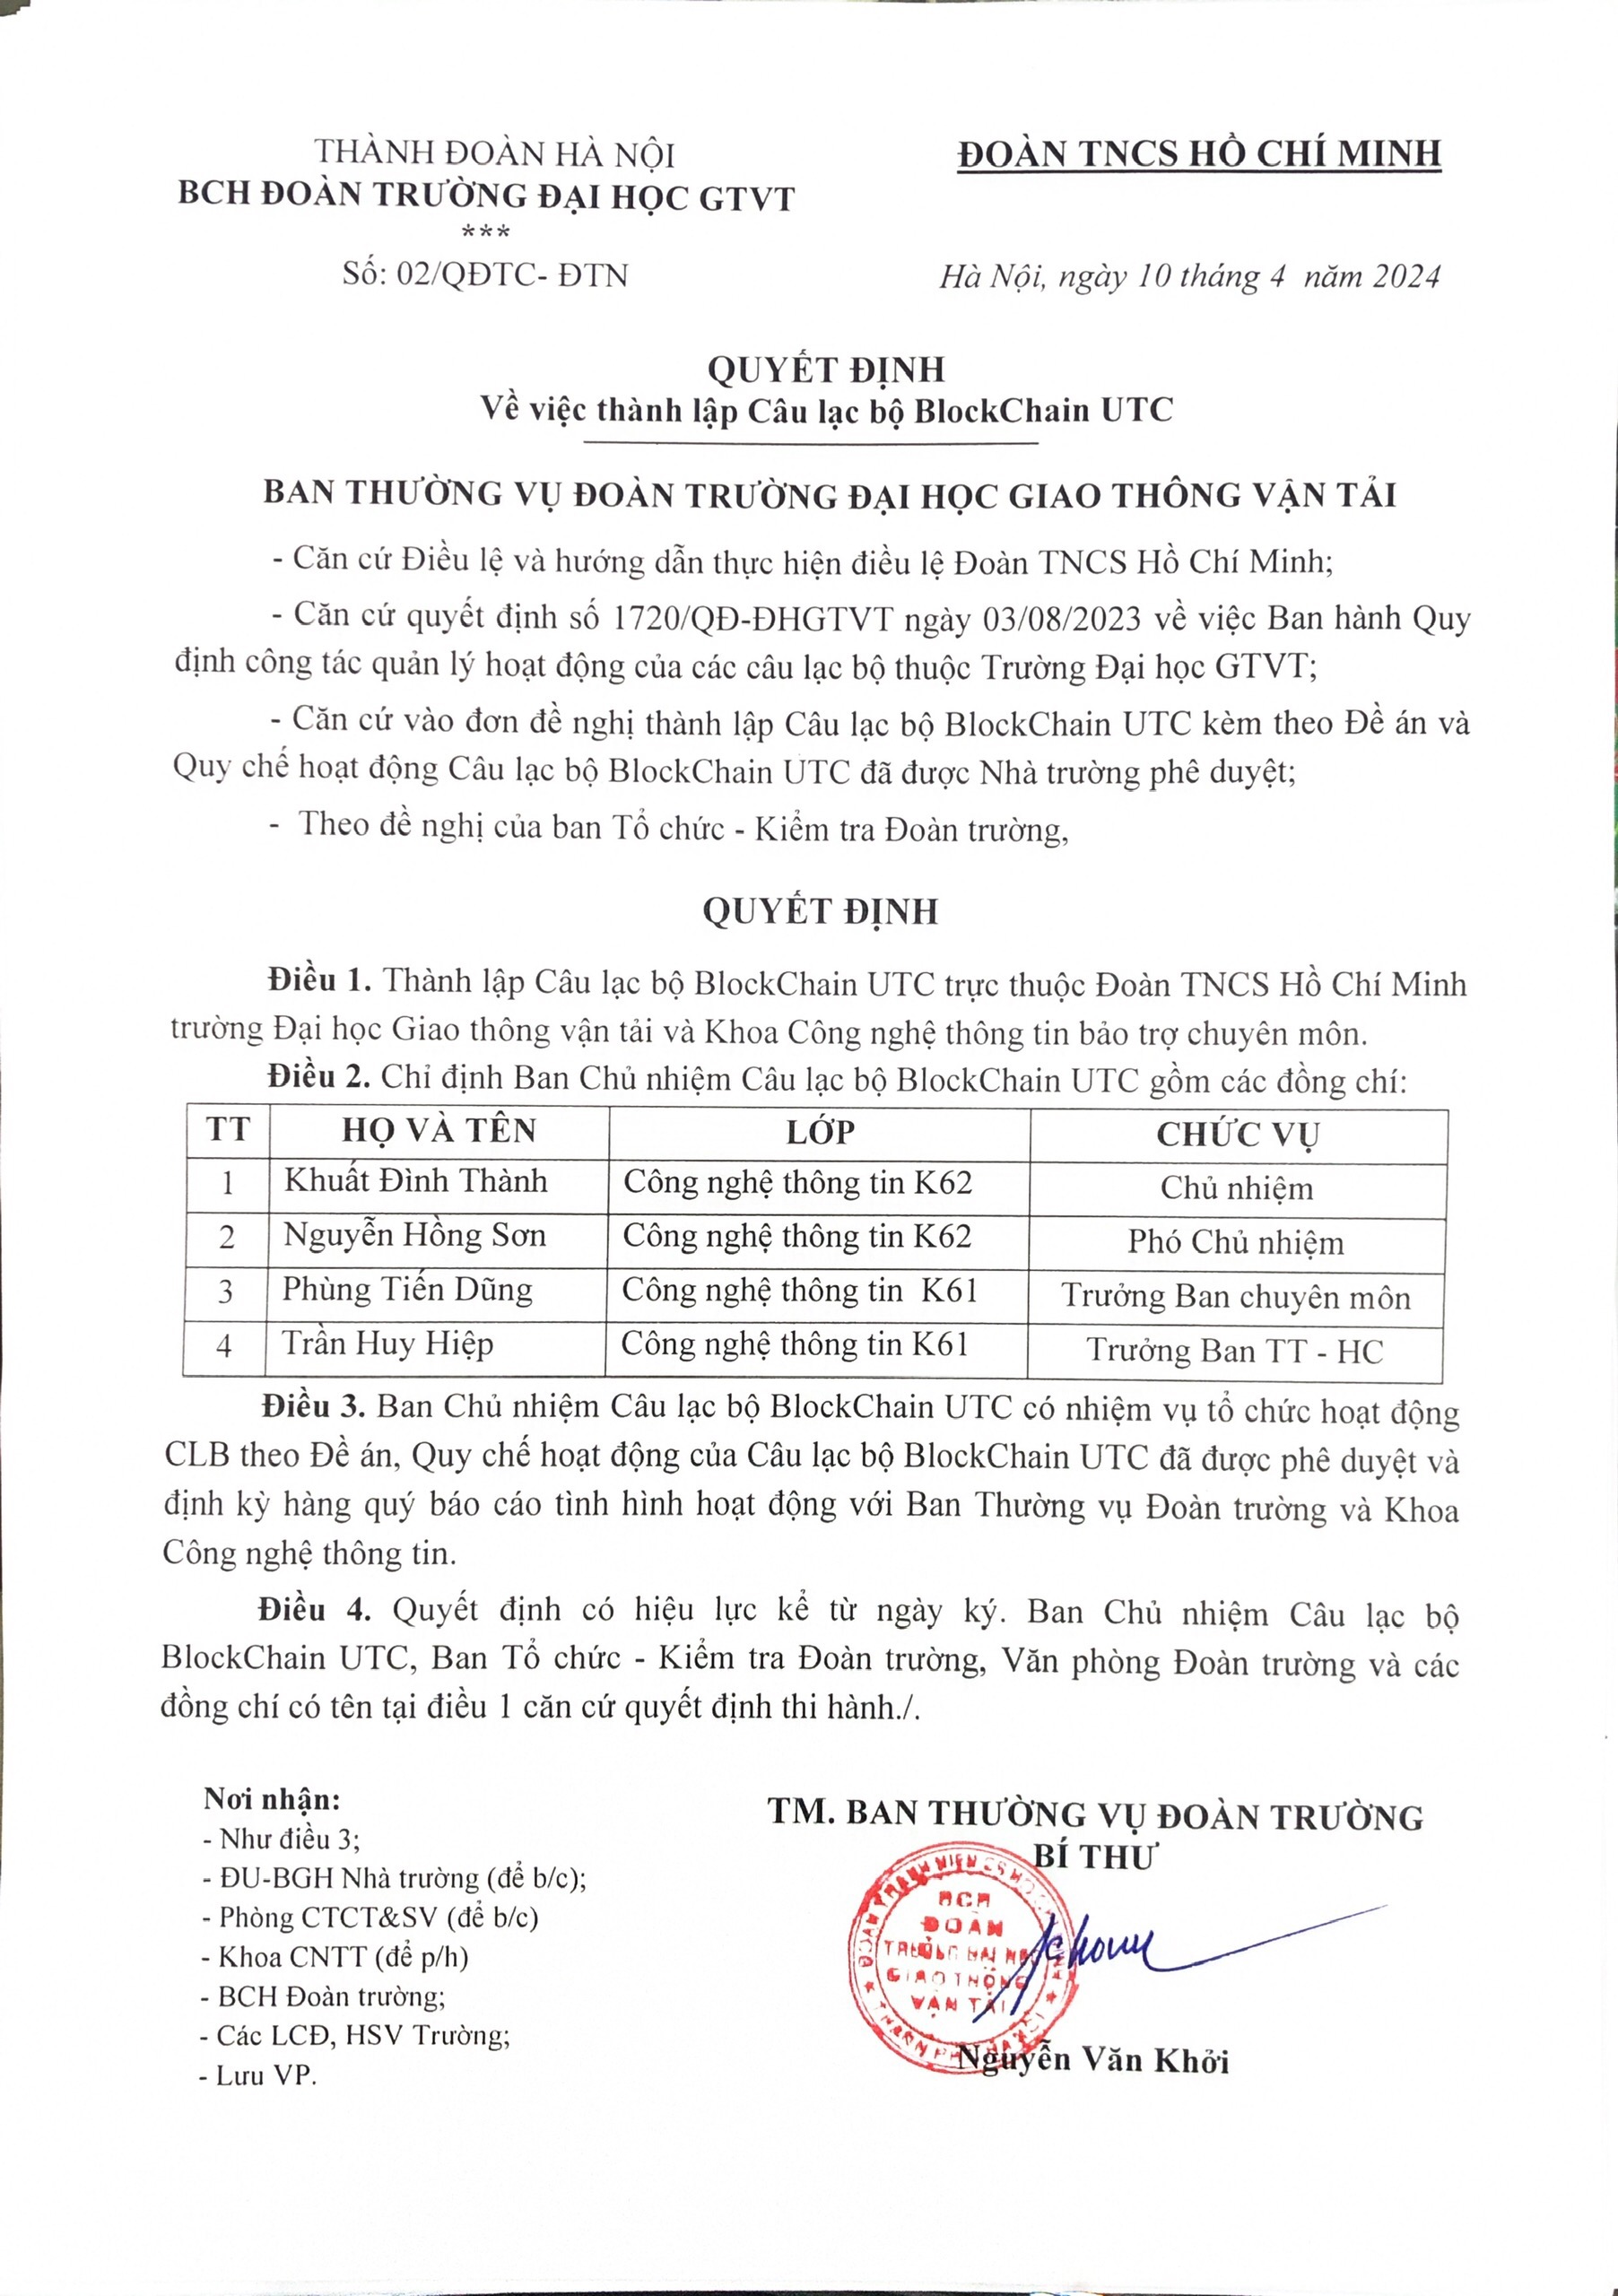 THÀNH ĐOÀN HÀ NỘI
BCH ĐOÀN TRƯỜNG ĐẠI HỌC GTVT
***
Số: 02/QĐTC- ĐTN
ĐOÀN TNCS HỒ CHÍ MINH
Hà Nội, ngày 10 tháng 4 năm 2024
QUYẾT ĐỊNH
Về việc thành lập Câu lạc bộ BlockChain UTC
BAN THƯỜNG VỤ ĐOÀN TRƯỜNG ĐẠI HỌC GIAO THÔNG VẬN TẢI
- Căn cứ Điều lệ và hướng dẫn thực hiện điều lệ Đoàn TNCS Hồ Chí Minh;
- Căn cứ quyết định số 1720/QĐ-ĐHGTVT ngày 03/08/2023 về việc Ban hành Quy
định công tác quản lý hoạt động của các câu lạc bộ thuộc Trường Đại học GTVT;
- Căn cứ vào đơn đề nghị thành lập Câu lạc bộ BlockChain UTC kèm theo Đề án và
Quy chế hoạt động Câu lạc bộ BlockChain UTC đã được Nhà trường phê duyệt;
- Theo đề nghị của ban Tổ chức - Kiểm tra Đoàn trường,
QUYẾT ĐỊNH
Điều 1. Thành lập Câu lạc bộ BlockChain UTC trực thuộc Đoàn TNCS Hồ Chí Minh
trường Đại học Giao thông vận tải và Khoa Công nghệ thông tin bảo trợ chuyên môn.
Điều 2. Chỉ định Ban Chủ nhiệm Câu lạc bộ BlockChain UTC gồm các đồng chí:
TT HỌ VÀ TÊN LỚP CHỨC VỤ
1 Khuất Đình Thành Công nghệ thông tin K62 Chủ nhiệm
2 Nguyễn Hồng Sơn Công nghệ thông tin K62 Phó Chủ nhiệm
3 Phùng Tiến Dũng Công nghệ thông tin K61 Trưởng Ban chuyên môn
4 Trần Huy Hiệp Công nghệ thông tin K61 Trưởng Ban TT - HC
Điều 3. Ban Chủ nhiệm Câu lạc bộ BlockChain UTC có nhiệm vụ tổ chức hoạt động
CLB theo Đề án, Quy chế hoạt động của Câu lạc bộ BlockChain UTC đã được phê duyệt và
định kỳ hàng quý báo cáo tình hình hoạt động với Ban Thường vụ Đoàn trường và Khoa
Công nghệ thông tin.
Điều 4. Quyết định có hiệu lực kể từ ngày ký. Ban Chủ nhiệm Câu lạc bộ
BlockChain UTC, Ban Tổ chức - Kiểm tra Đoàn trường, Văn phòng Đoàn trường và các
đồng chí có tên tại điều 1 căn cứ quyết định thi hành./.
Nơi nhận:
- Như điều 3;
- ĐU-BGH Nhà trường (để b/c);
- Phòng CTCT&SV (để b/c)
- Khoa CNTT (để p/h)
- BCH Đoàn trường;
- Các LCĐ, HSV Trường;
- Lưu VP.
TM. BAN THƯỜNG VỤ ĐOÀN TRƯỜNG
BÍ THƯ
BCH
ĐOÀN
TRƯỜNG ĐẠI
GIAO THÔNG
VẬN TẢI
Nguyễn Văn Khởi